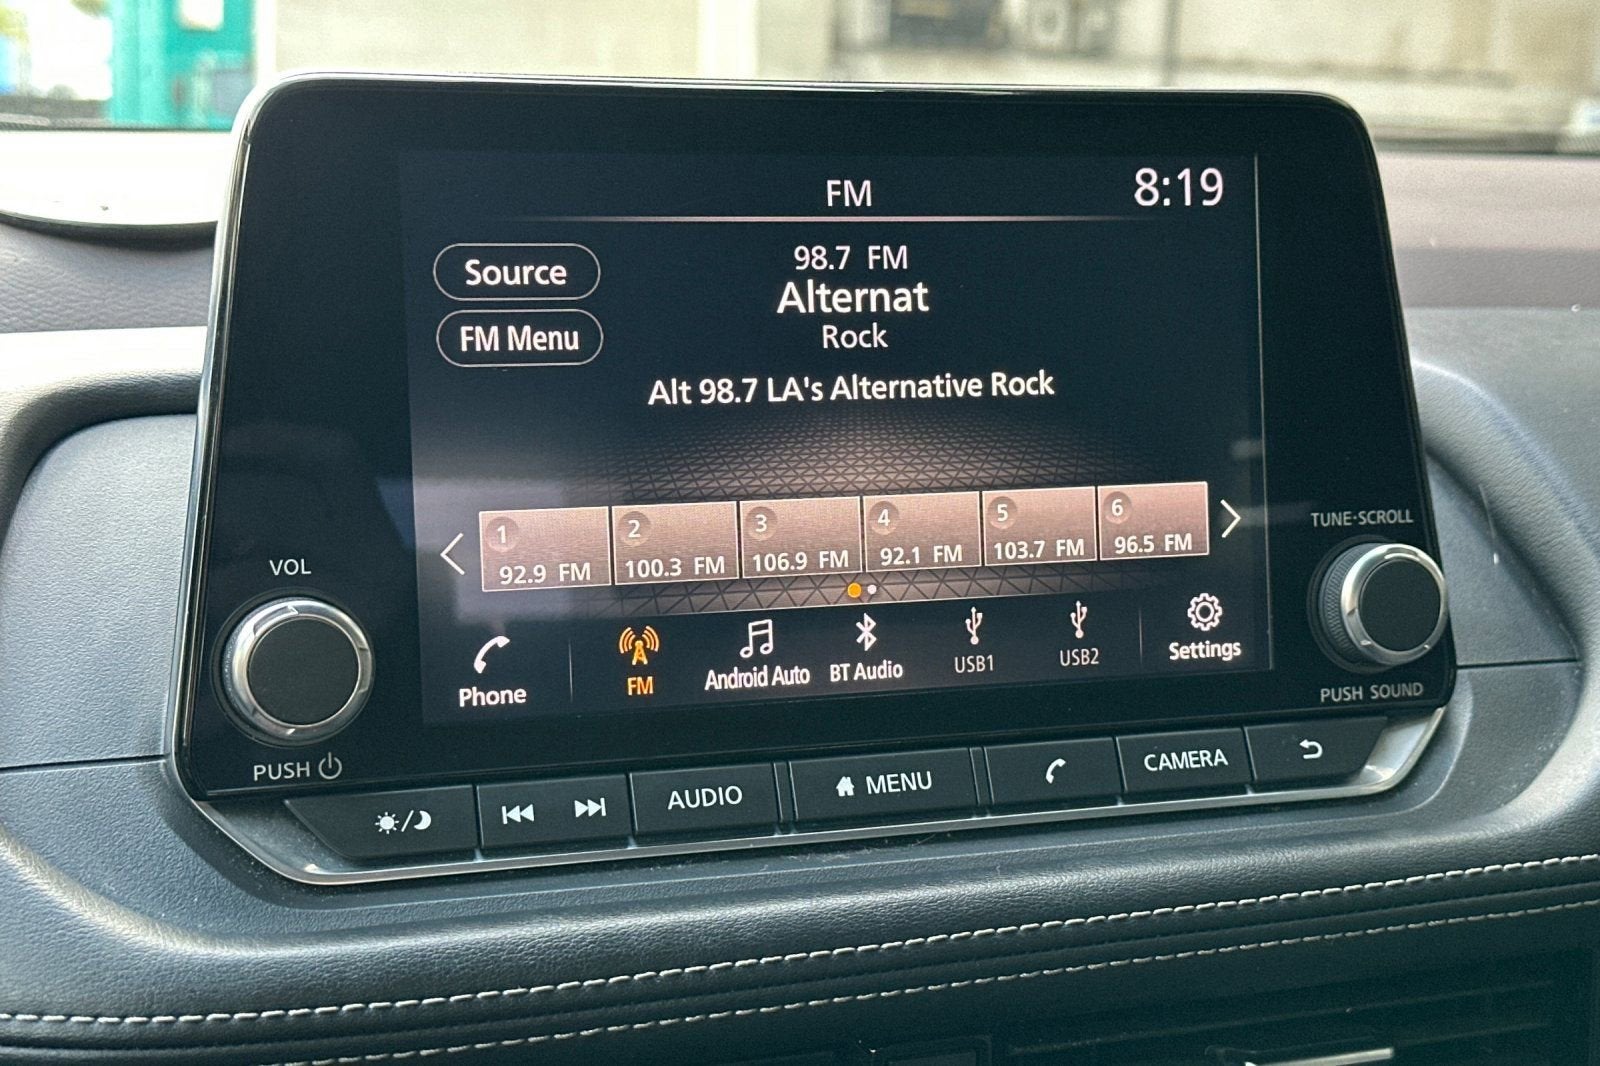 FM
8:19
Source
98.7 FM
Alternat
Rock
FM Menu
Alt 98.7 LA's Alternative Rock
1
92.9 FM
2
100.3 FM
3
106.9 FM
4
92.1 FM
5
103.7 FM
6
96.5 FM
Phone
FM
Android Auto
BT Audio
USB1
USB2
Settings
VOL
PUSH
TUNE·SCROLL
PUSH SOUND
AUDIO
MENU
CAMERA